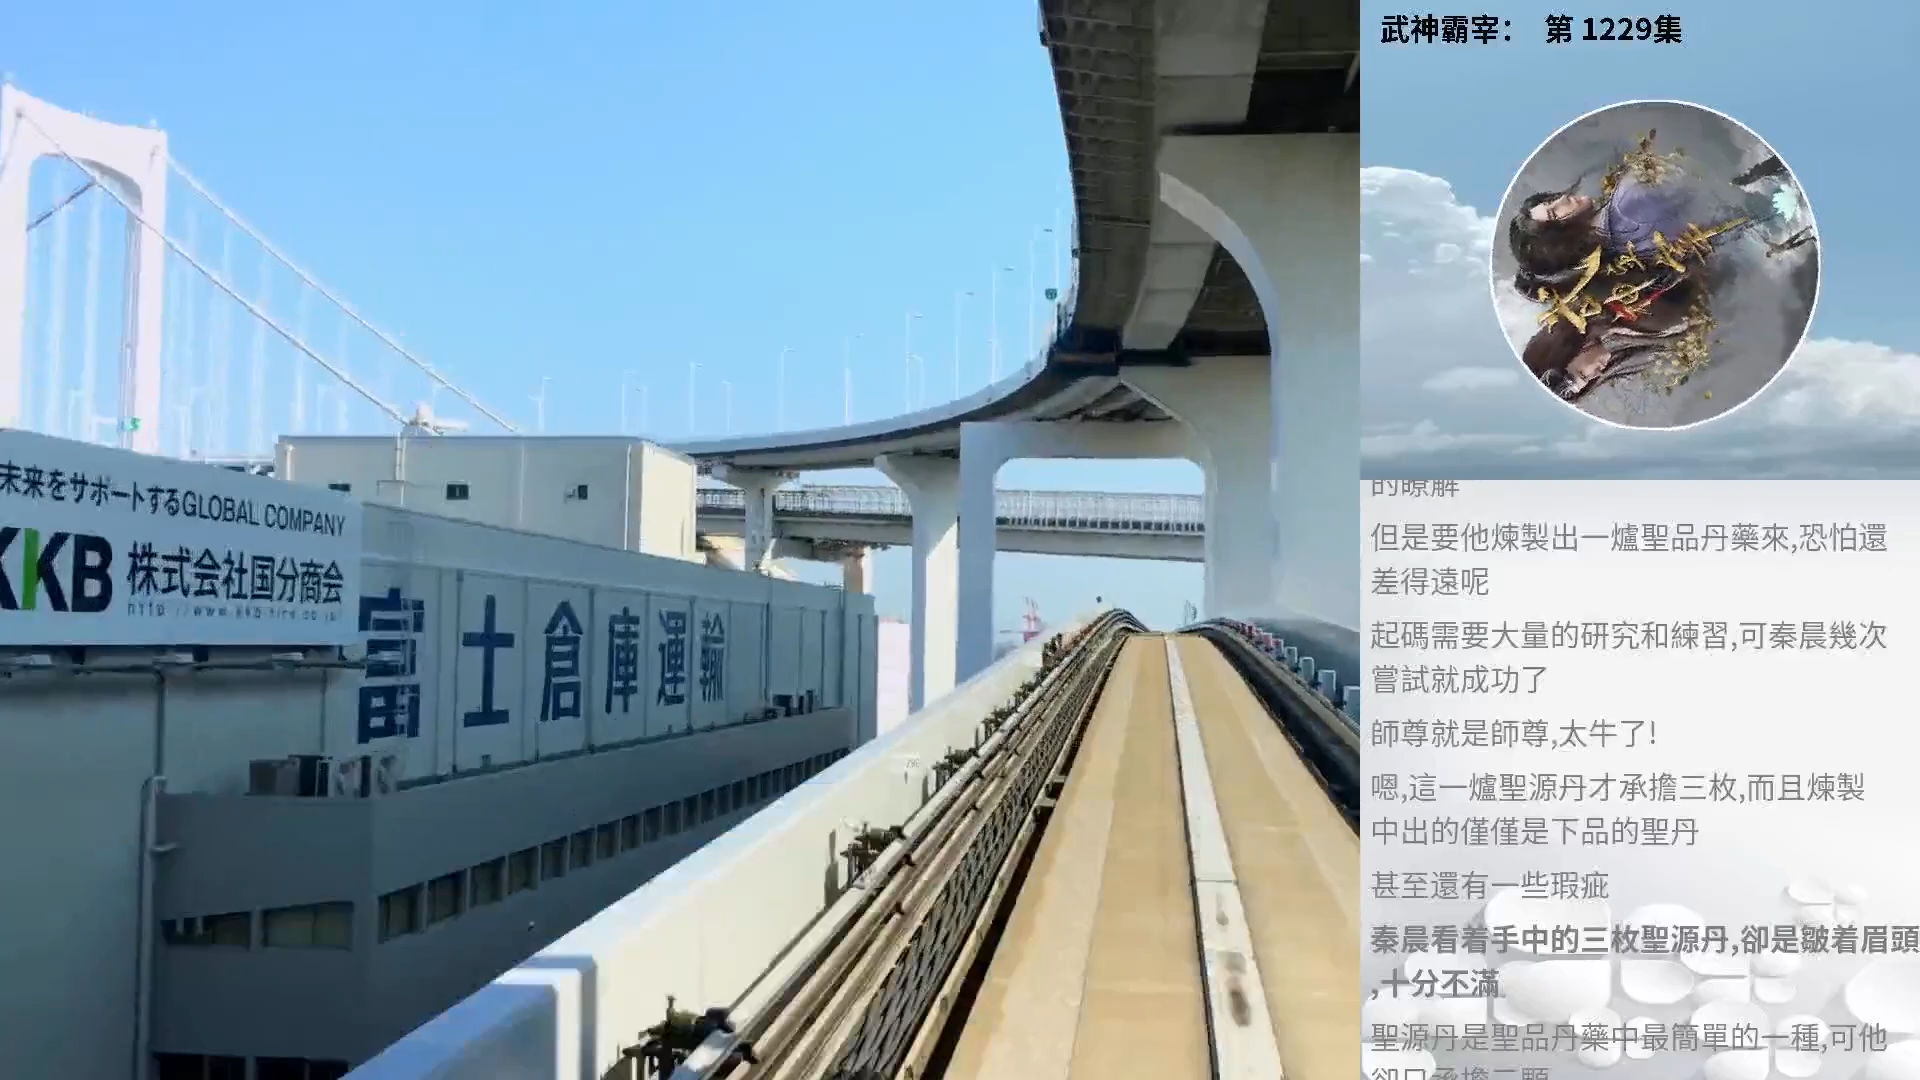 武神霸宰： 第 1229集
未来をサポートするGLOBAL COMPANY
KKB 株式会社国分商会
富士倉庫運輸
的瞭解
但是要他煉製出一爐聖品丹藥來,恐怕還
差得遠呢
起碼需要大量的研究和練習,可秦晨幾次
嘗試就成功了
師尊就是師尊,太牛了!
嗯,這一爐聖源丹才承擔三枚,而且煉製
中出的僅僅是下品的聖丹
甚至還有一些瑕疵
秦晨看着手中的三枚聖源丹,卻是皺着眉頭
,十分不滿
聖源丹是聖品丹藥中最簡單的一種,可他